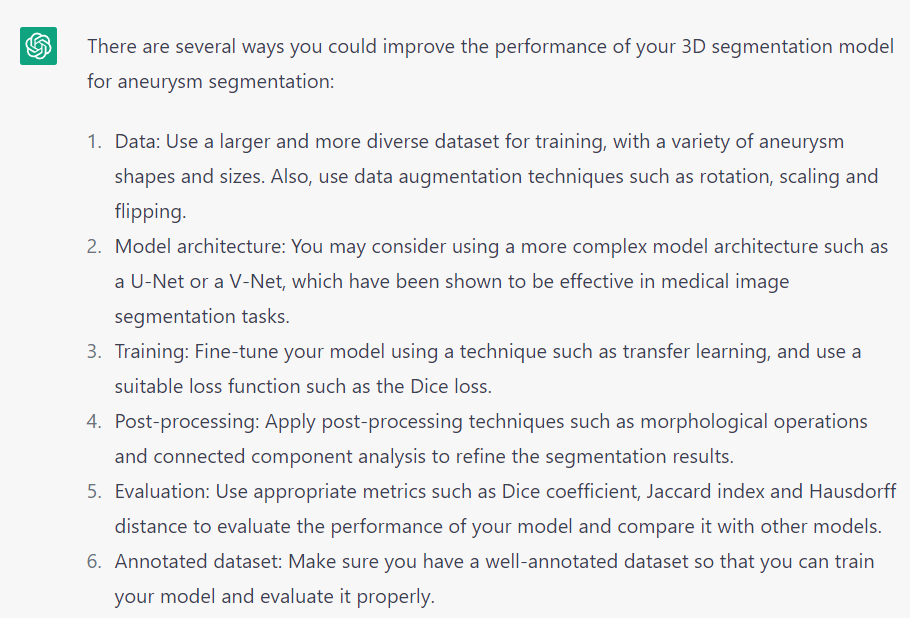 There are several ways you could improve the performance of your 3D segmentation model
for aneurysm segmentation:
1. Data: Use a larger and more diverse dataset for training, with a variety of aneurysm
shapes and sizes. Also, use data augmentation techniques such as rotation, scaling and
flipping.
2. Model architecture: You may consider using a more complex model architecture such as
a U-Net or a V-Net, which have been shown to be effective in medical image
segmentation tasks.
3. Training: Fine-tune your model using a technique such as transfer learning, and use a
suitable loss function such as the Dice loss.
4. Post-processing: Apply post-processing techniques such as morphological operations
and connected component analysis to refine the segmentation results.
5. Evaluation: Use appropriate metrics such as Dice coefficient, Jaccard index and Hausdorff
distance to evaluate the performance of your model and compare it with other models.
6. Annotated dataset: Make sure you have a well-annotated dataset so that you can train
your model and evaluate it properly.